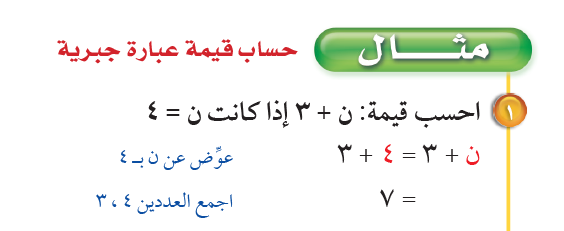 مثـــــال حساب قيمة عبارة جبرية
١ احسب قيمة: ن + ٣ إذا كانت ن = ٤
ن + ٣ = ٤ + ٣ عوِّض عن ن بـ ٤
= ٧ اجمع العددين ٤ ، ٣